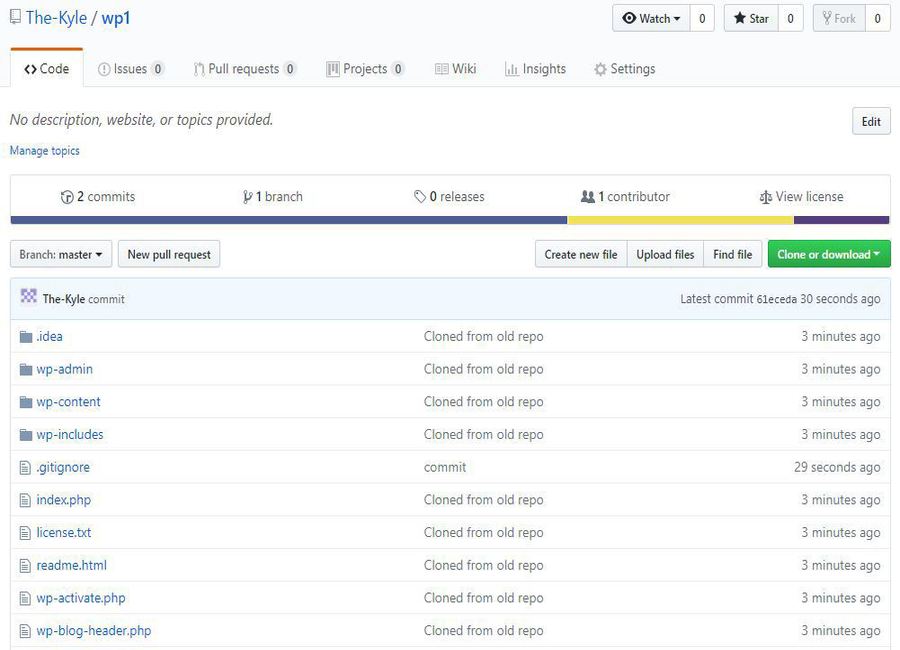 The-Kyle / wp1 Watch 0 Star 0 Fork 0
Code Issues 0 Pull requests 0 Projects 0 Wiki Insights Settings
No description, website, or topics provided. Edit
Manage topics
2 commits 1 branch 0 releases 1 contributor View license
Branch: master New pull request Create new file Upload files Find file Clone or download
The-Kyle commit Latest commit 61eceda 30 seconds ago
.idea Cloned from old repo 3 minutes ago
wp-admin Cloned from old repo 3 minutes ago
wp-content Cloned from old repo 3 minutes ago
wp-includes Cloned from old repo 3 minutes ago
.gitignore commit 29 seconds ago
index.php Cloned from old repo 3 minutes ago
license.txt Cloned from old repo 3 minutes ago
readme.html Cloned from old repo 3 minutes ago
wp-activate.php Cloned from old repo 3 minutes ago
wp-blog-header.php Cloned from old repo 3 minutes ago